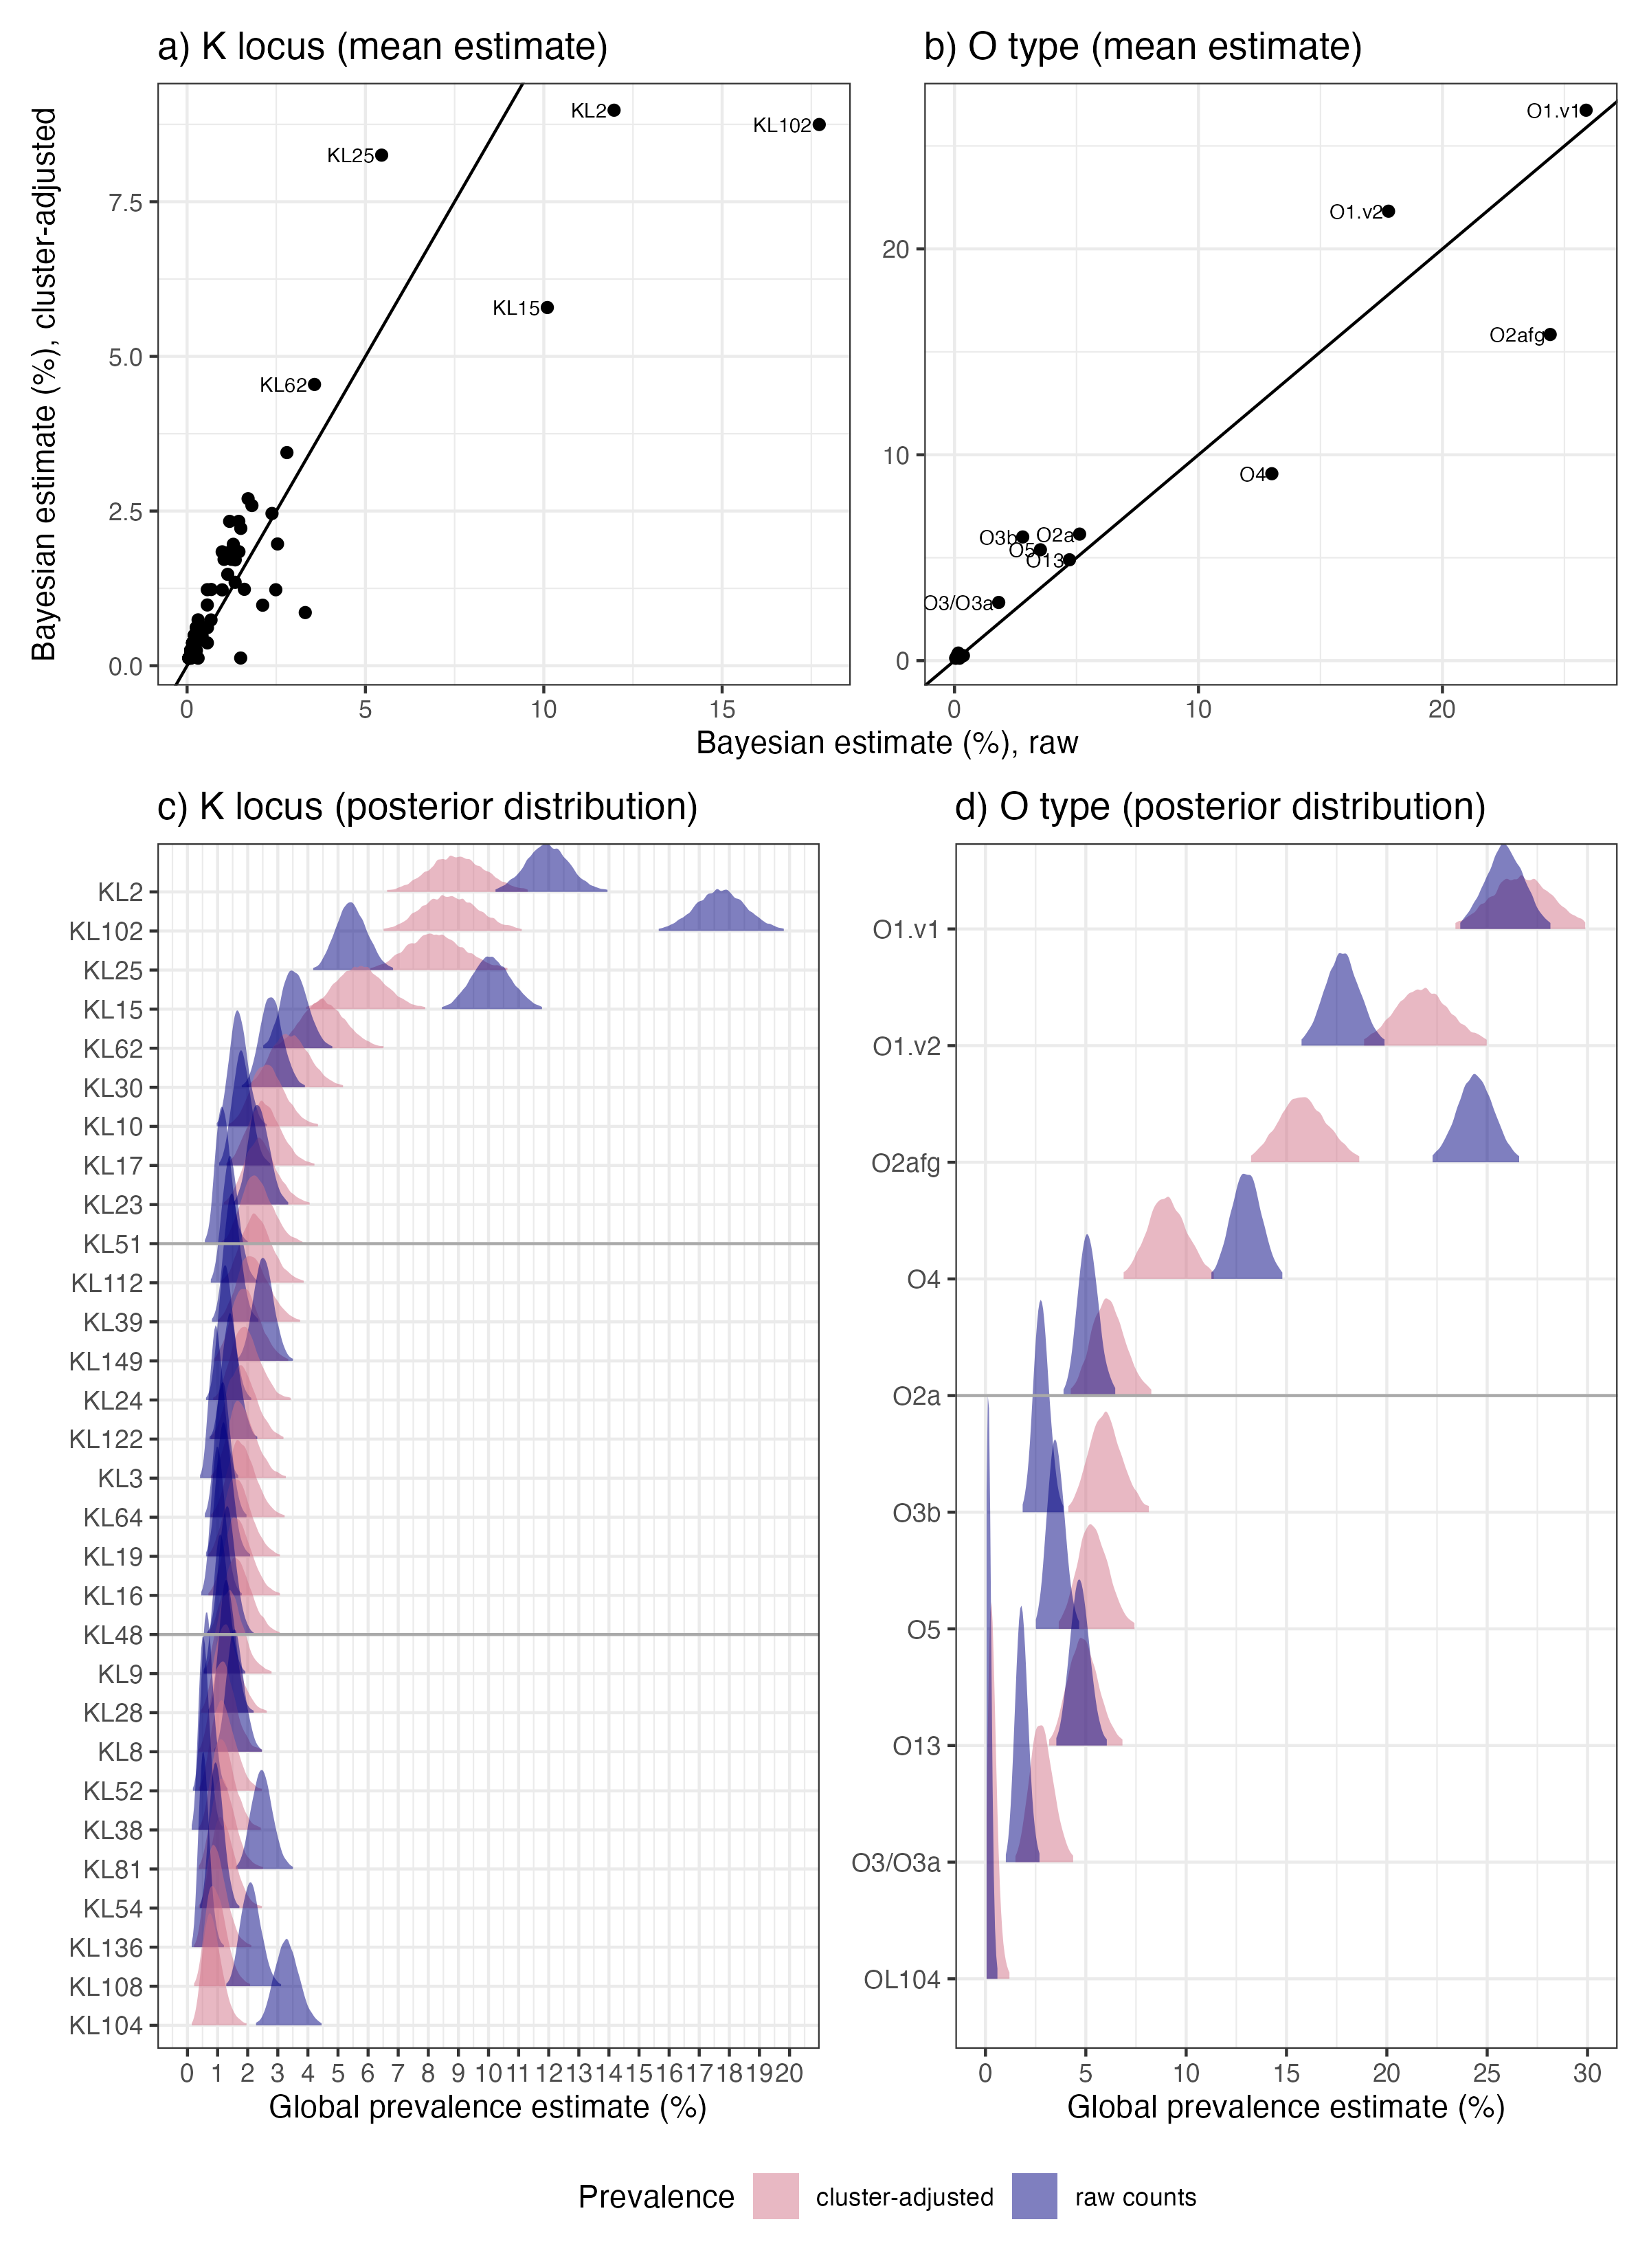 a) K locus (mean estimate)
b) O type (mean estimate)
Bayesian estimate (%), cluster-adjusted
7.5
5.0
2.5
0.0
KL2
KL102
KL25
KL15
KL62
0
5
10
15
20
10
0
O1.v1
O1.v2
O2afg
O4
O3b
O2a
O5
O13
O3/O3a
0
10
20
Bayesian estimate (%), raw
c) K locus (posterior distribution)
d) O type (posterior distribution)
KL2
KL102
KL25
KL15
KL62
KL30
KL10
KL17
KL23
KL51
KL112
KL39
KL149
KL24
KL122
KL3
KL64
KL19
KL16
KL48
KL9
KL28
KL8
KL52
KL38
KL81
KL54
KL136
KL108
KL104
0 1 2 3 4 5 6 7 8 9 10 11 12 13 14 15 16 17 18 19 20
Global prevalence estimate (%)
O1.v1
O1.v2
O2afg
O4
O2a
O3b
O5
O13
O3/O3a
OL104
0 5 10 15 20 25 30
Global prevalence estimate (%)
Prevalence cluster-adjusted raw counts